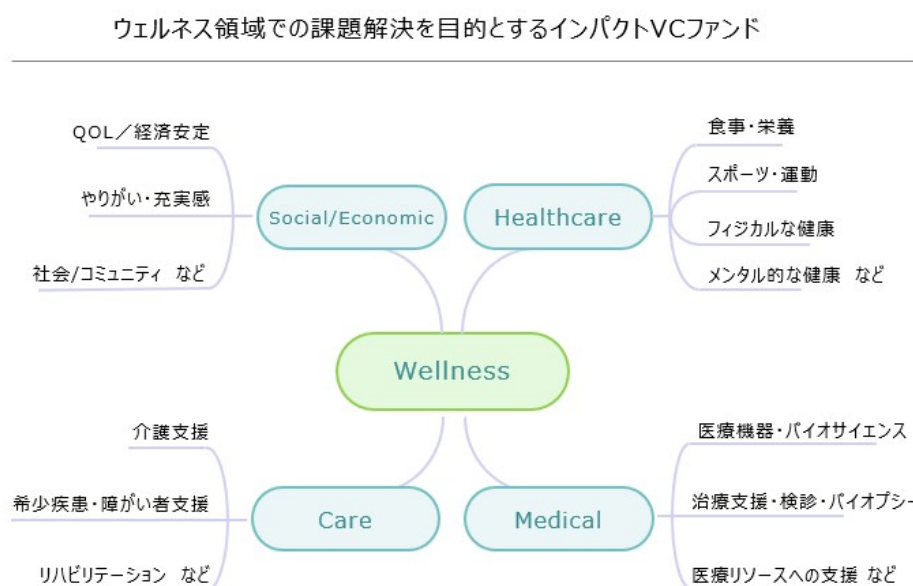 ウェルネス領域での課題解決を目的とするインパクトVCファンド
QOL／経済安定
やりがい・充実感
社会/コミュニティ など
Social/Economic
Healthcare
食事・栄養
スポーツ・運動
フィジカルな健康
メンタル的な健康 など
Wellness
介護支援
希少疾患・障がい者支援
リハビリテーション など
Care
Medical
医療機器・バイオサイエンス
治療支援・検診・バイオプシー
医療リソースへの支援 など